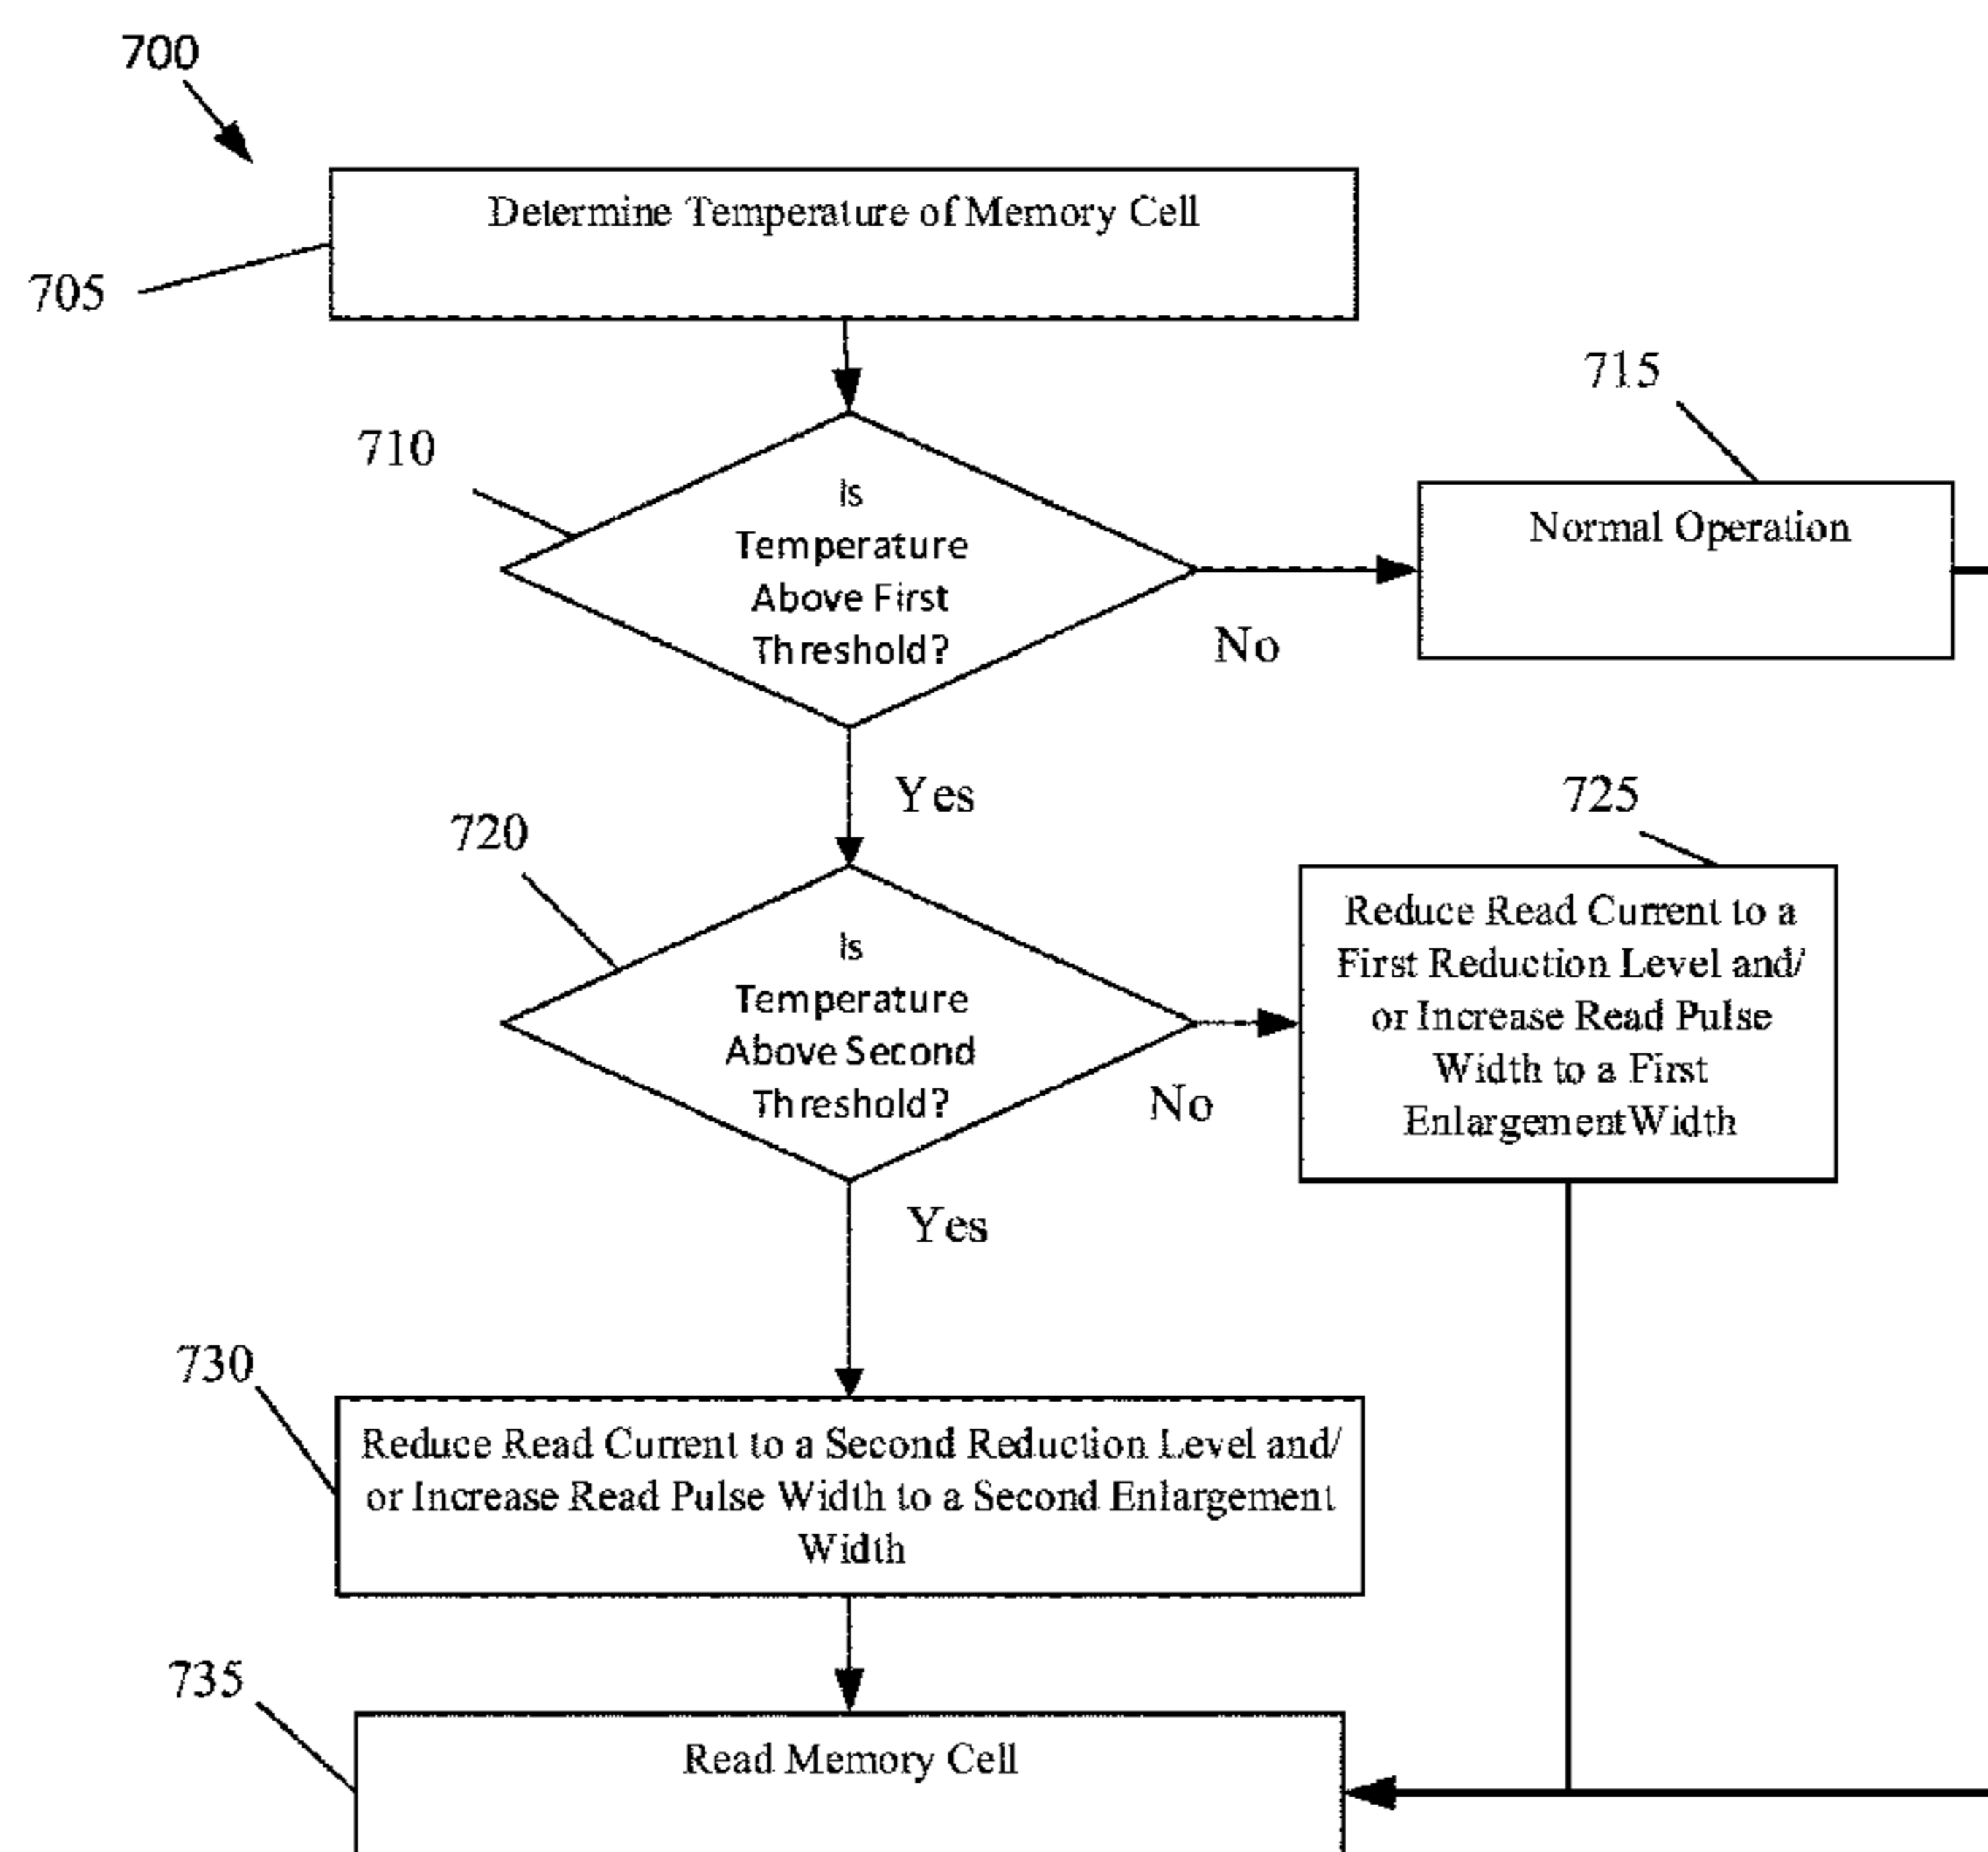 700
Determine Temperature of Memory Cell
705
715
710
Is
Temperature
Above First
Threshold?
Normal Operation
No
Yes
725
720
Is
Temperature
Above Second
Threshold?
Reduce Read Current to a
First Reduction Level and/
or Increase Read Pulse
Width to a First
Enlargement Width
No
Yes
730
Reduce Read Current to a Second Reduction Level and/
or Increase Read Pulse Width to a Second Enlargement
Width
735
Read Memory Cell